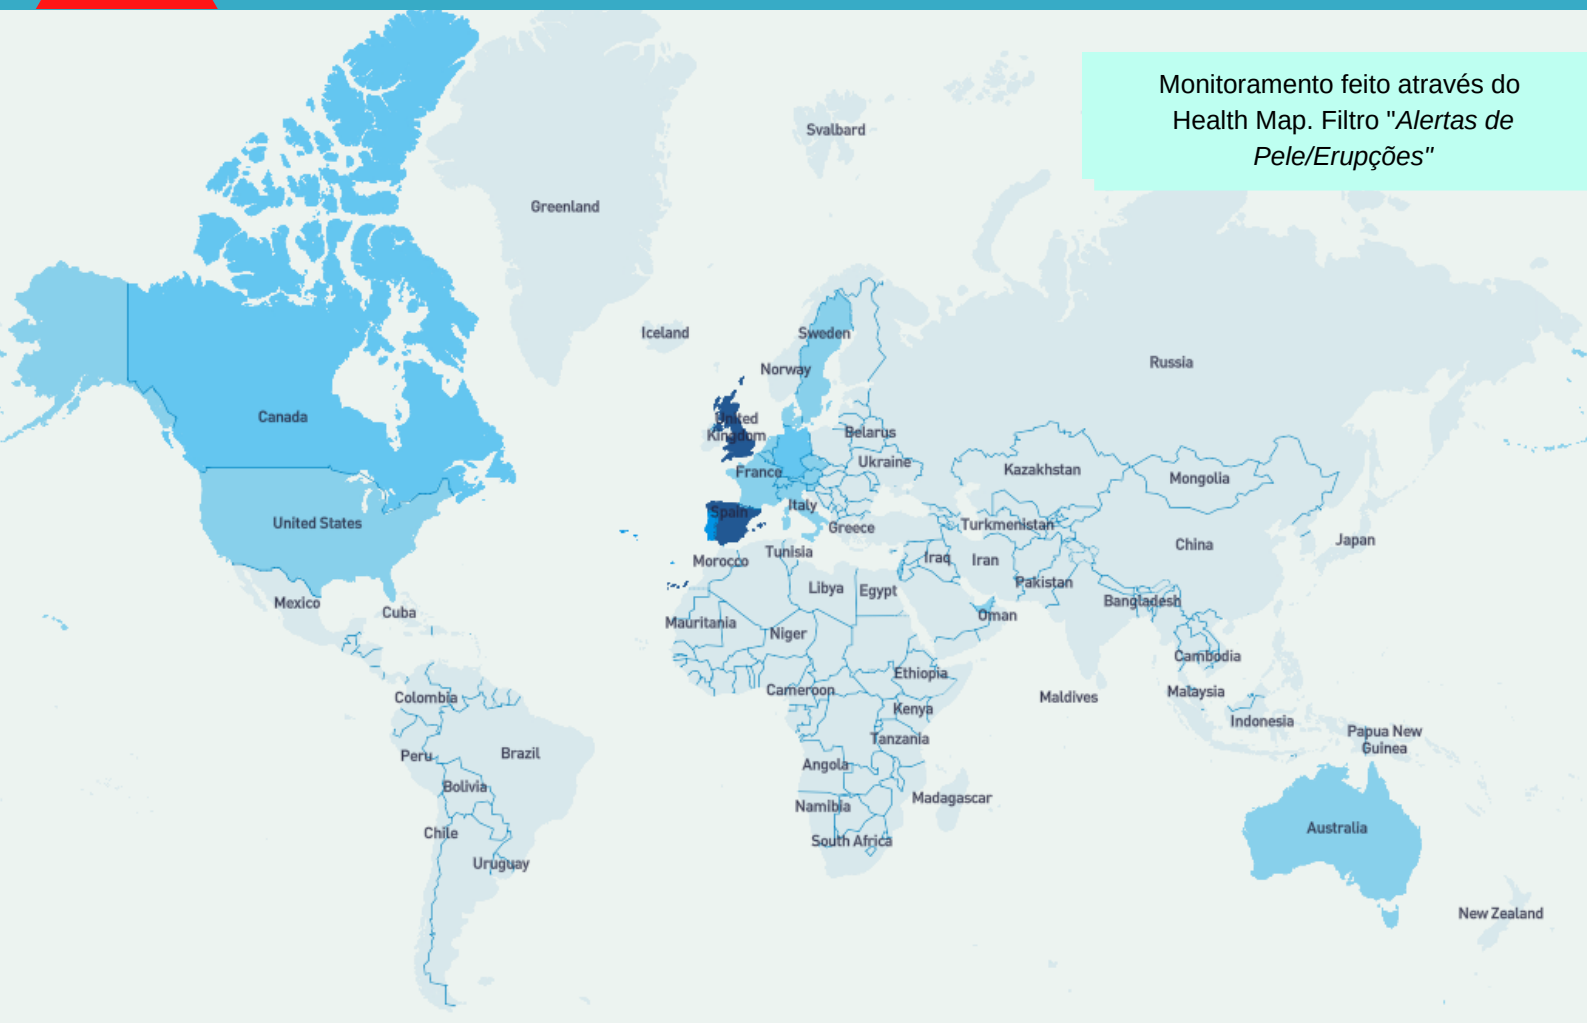 Monitoramento feito através do
Health Map. Filtro "Alertas de
Pele/Erupções"
Svalbard
Greenland
Iceland
Sweden
Norway
Russia
Canada
United
Kingdom
Belarus
Ukraine
France
Kazakhstan
Mongolia
United States
Spain
Italy
Greece
Turkmenistan
China
Japan
Morocco
Tunisia
Iraq
Iran
Pakistan
Libya
Egypt
Bangladesh
Mexico
Cuba
Oman
Mauritania
Niger
Cambodia
Ethiopia
Colombia
Cameroon
Maldives
Malaysia
Kenya
Indonesia
Papua New
Guinea
Tanzania
Peru
Brazil
Angola
Bolivia
Namibia
Madagascar
Chile
South Africa
Australia
Uruguay
New Zealand